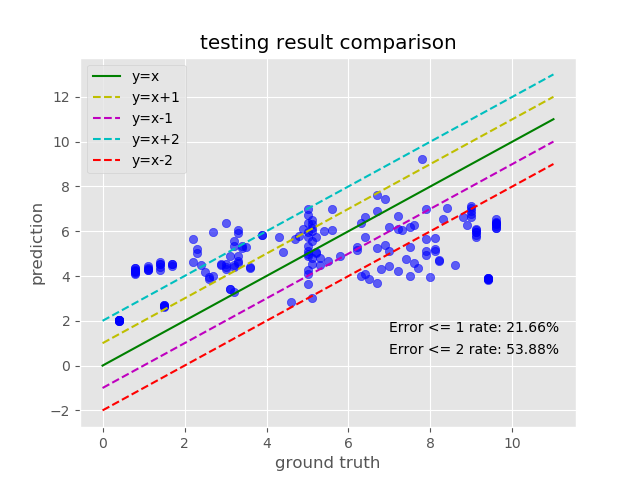 testing result comparison
y=x
y=x+1
y=x-1
y=x+2
y=x-2
12
10
8
6
4
2
0
−2
prediction
Error <= 1 rate: 21.66%
Error <= 2 rate: 53.88%
0 2 4 6 8 10
ground truth